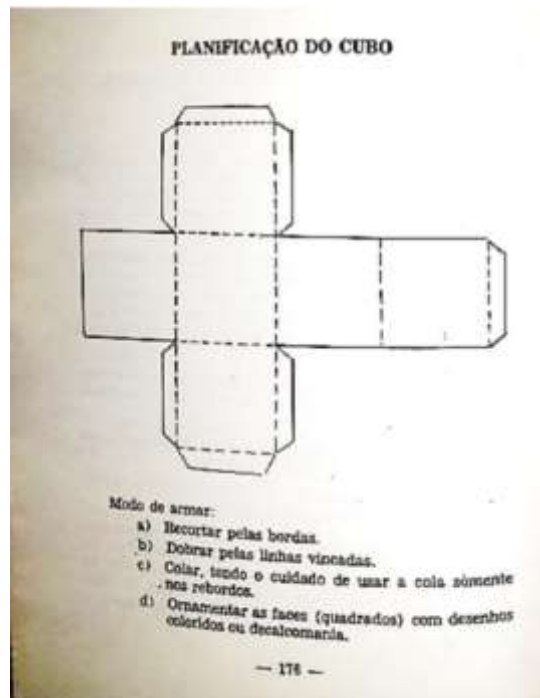 PLANIFICAÇÃO DO CUBO
Modo de armar:
a) Recortar pelas bordas.
b) Dobrar pelas linhas vincadas.
c) Colar, tendo o cuidado de usar a cola sòmente
nos rebordos.
d) Ornamentar as faces (quadrados) com desenhos
coloridos ou decalcomania.
— 176 —